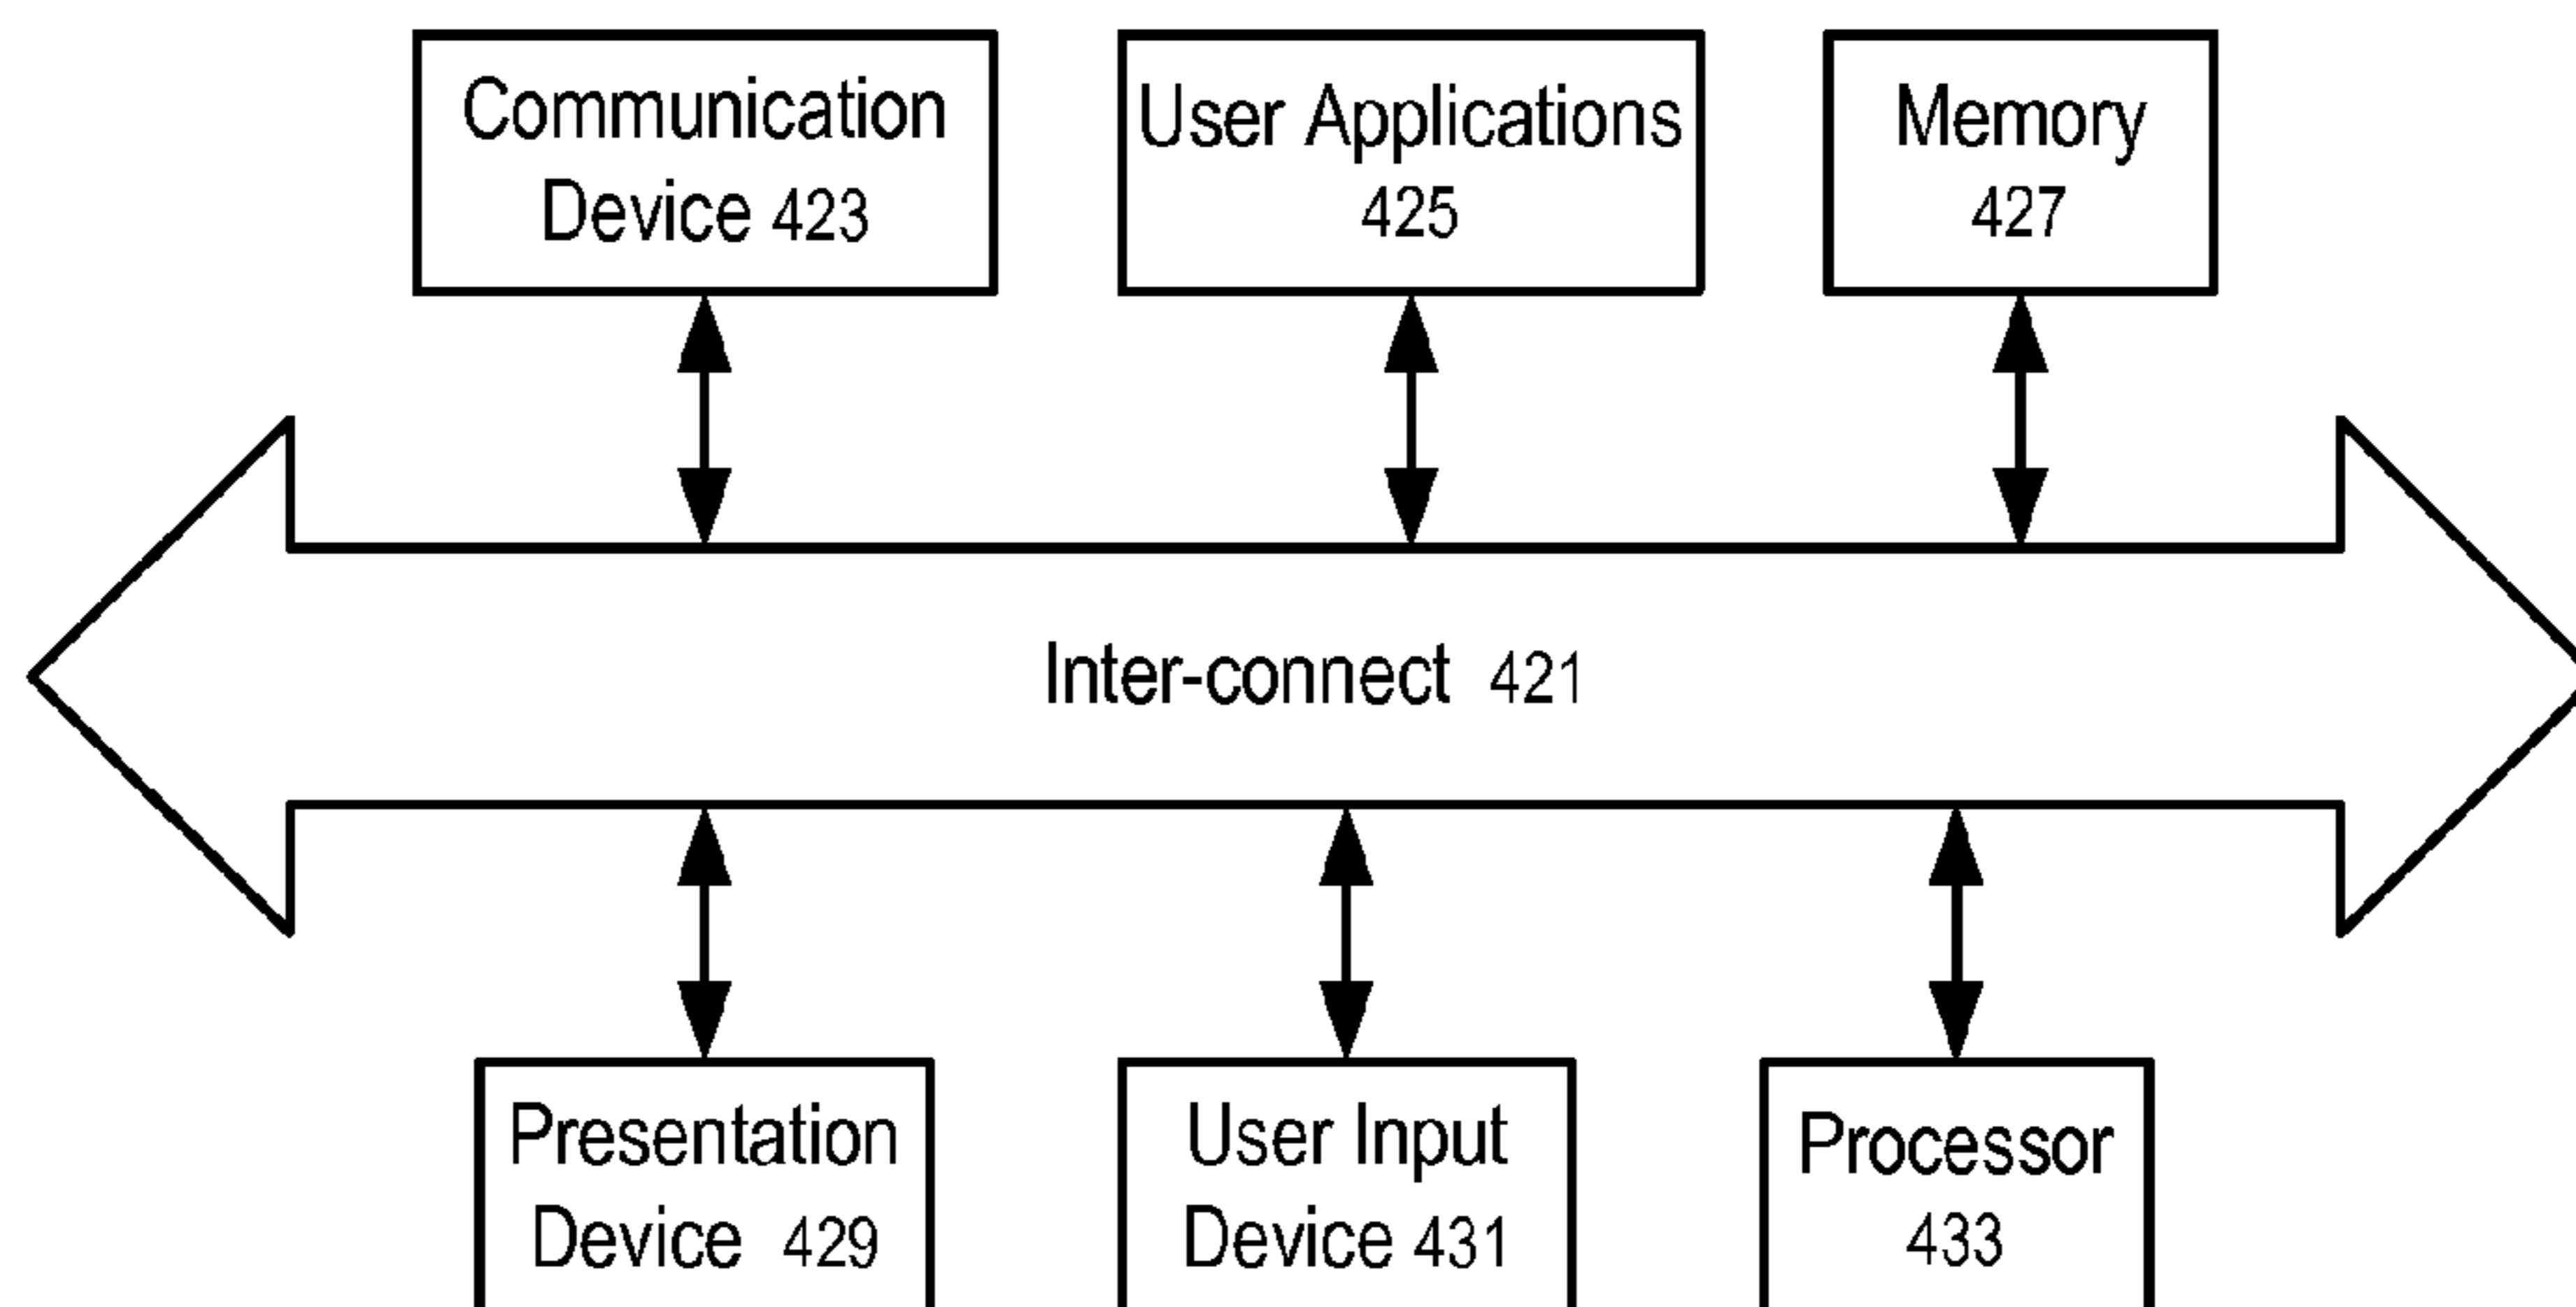 Communication
Device 423
User Applications
425
Memory
427
Inter-connect 421
Presentation
Device 429
User Input
Device 431
Processor
433